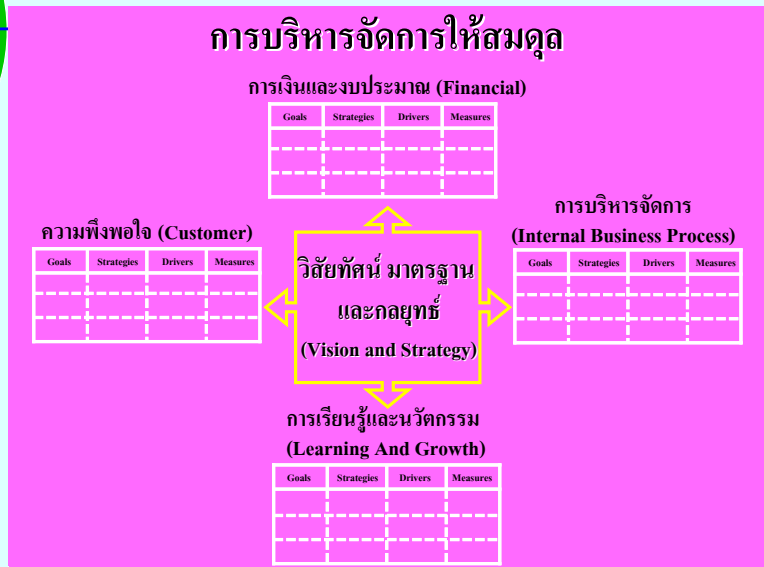 การบริหารจัดการให้สมดุล
การเงินและงบประมาณ (Financial)
Goals Strategies Drivers Measures
ความพึงพอใจ (Customer)
Goals Strategies Drivers Measures
วิสัยทัศน์ มาตรฐาน
และกลยุทธ์
(Vision and Strategy)
การบริหารจัดการ
(Internal Business Process)
Goals Strategies Drivers Measures
การเรียนรู้และนวัตกรรม
(Learning And Growth)
Goals Strategies Drivers Measures